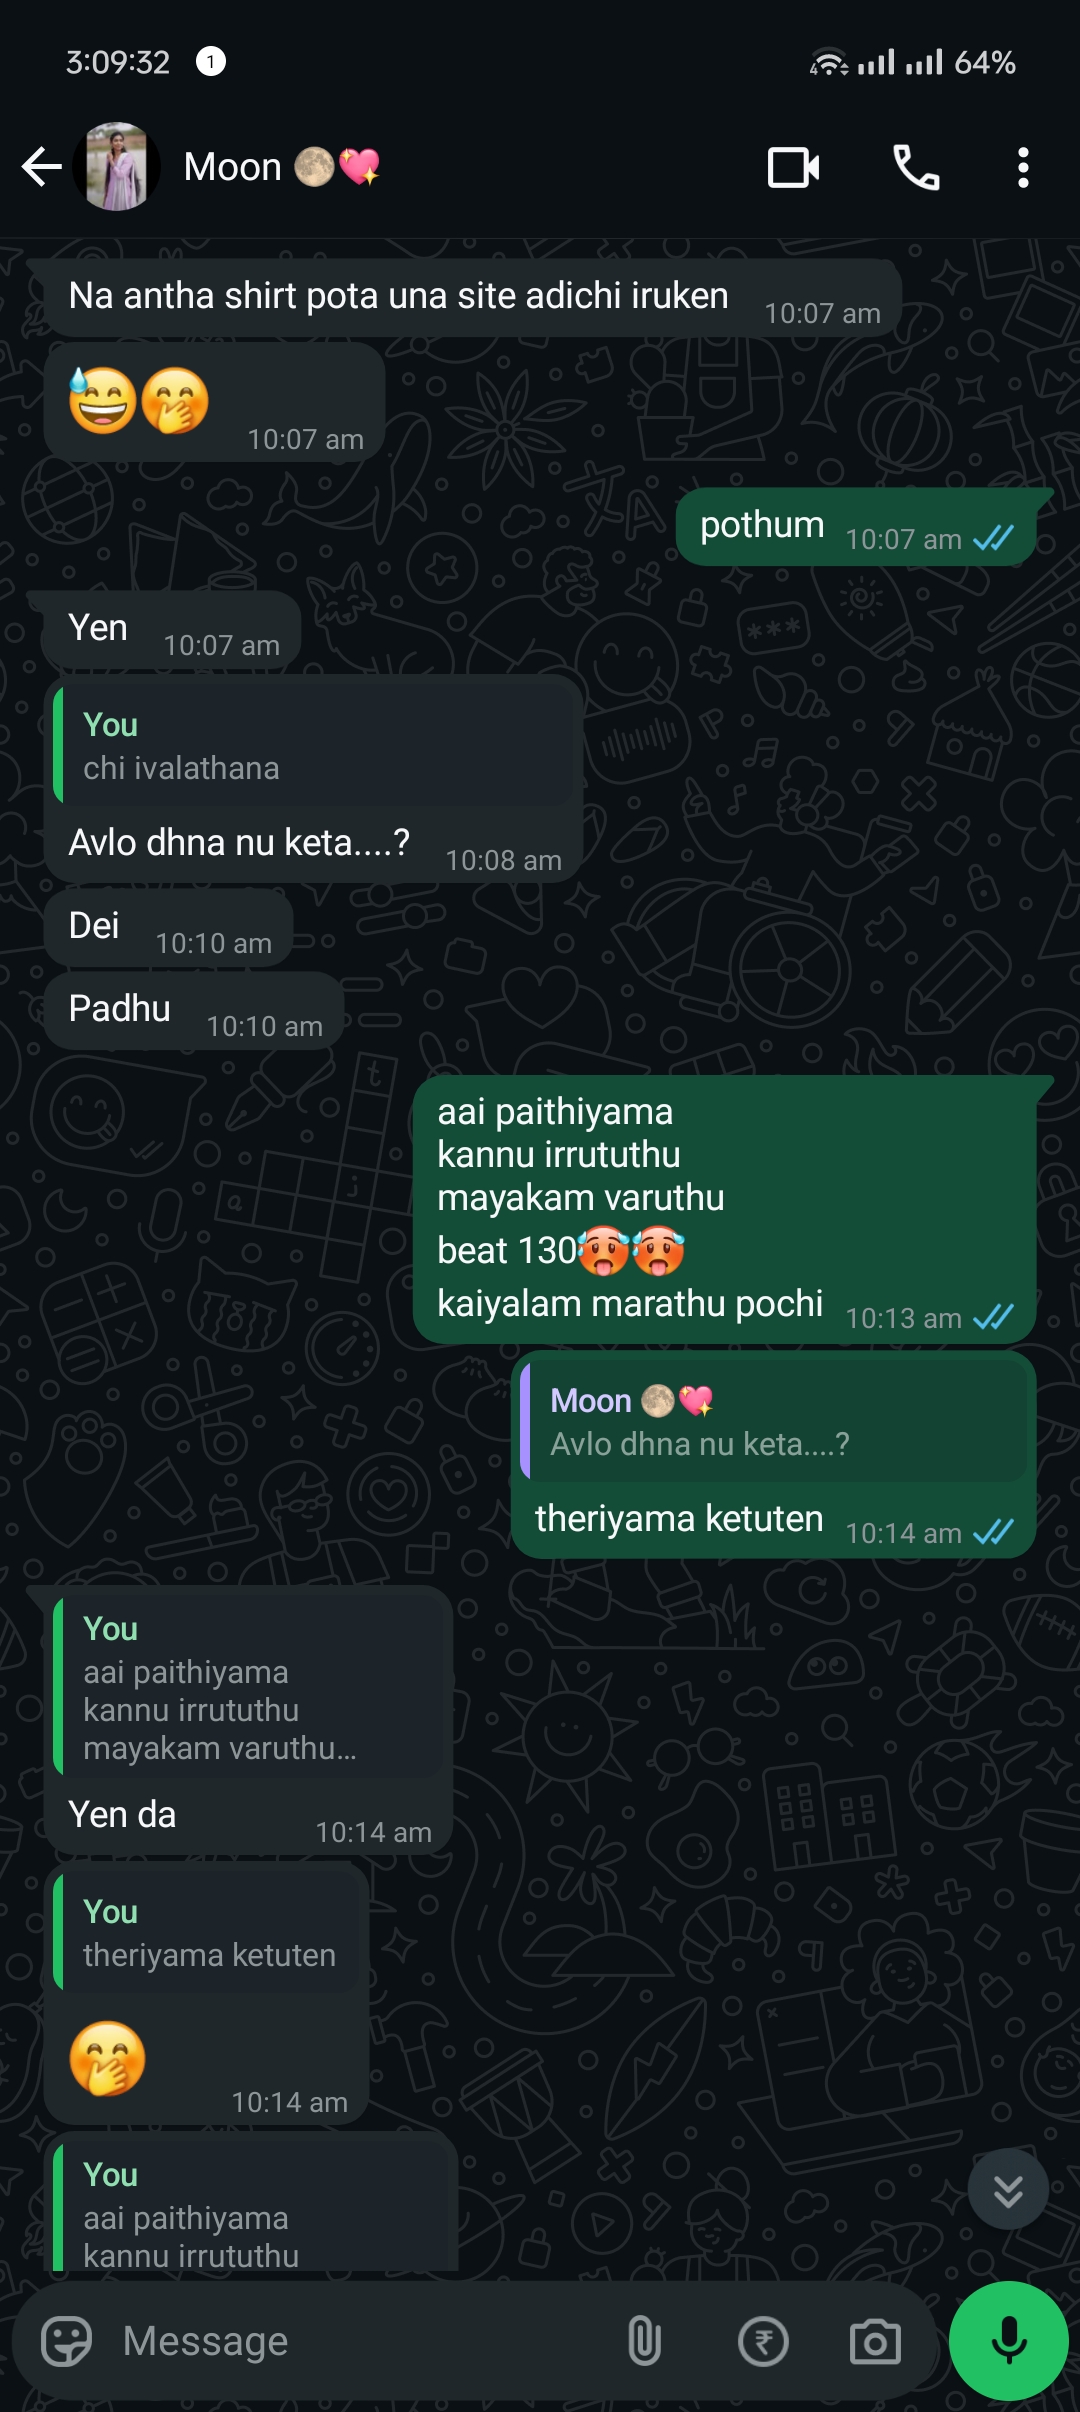 3:09:32 1 4 64%
Moon 🌕💖
Na antha shirt pota una site adichi iruken 10:07 am
😅🤭 10:07 am
pothum 10:07 am
Yen 10:07 am
You
chi ivalathana
Avlo dhna nu keta....? 10:08 am
Dei 10:10 am
Padhu 10:10 am
aai paithiyama
kannu irrututhu
mayakam varuthu
beat 130🥵🥵
kaiyalam marathu pochi 10:13 am
Moon 🌕💖
Avlo dhna nu keta....?
theriyama ketuten 10:14 am
You
aai paithiyama
kannu irrututhu
mayakam varuthu...
Yen da 10:14 am
You
theriyama ketuten
🤭 10:14 am
You
aai paithiyama
kannu irrututhu
Message